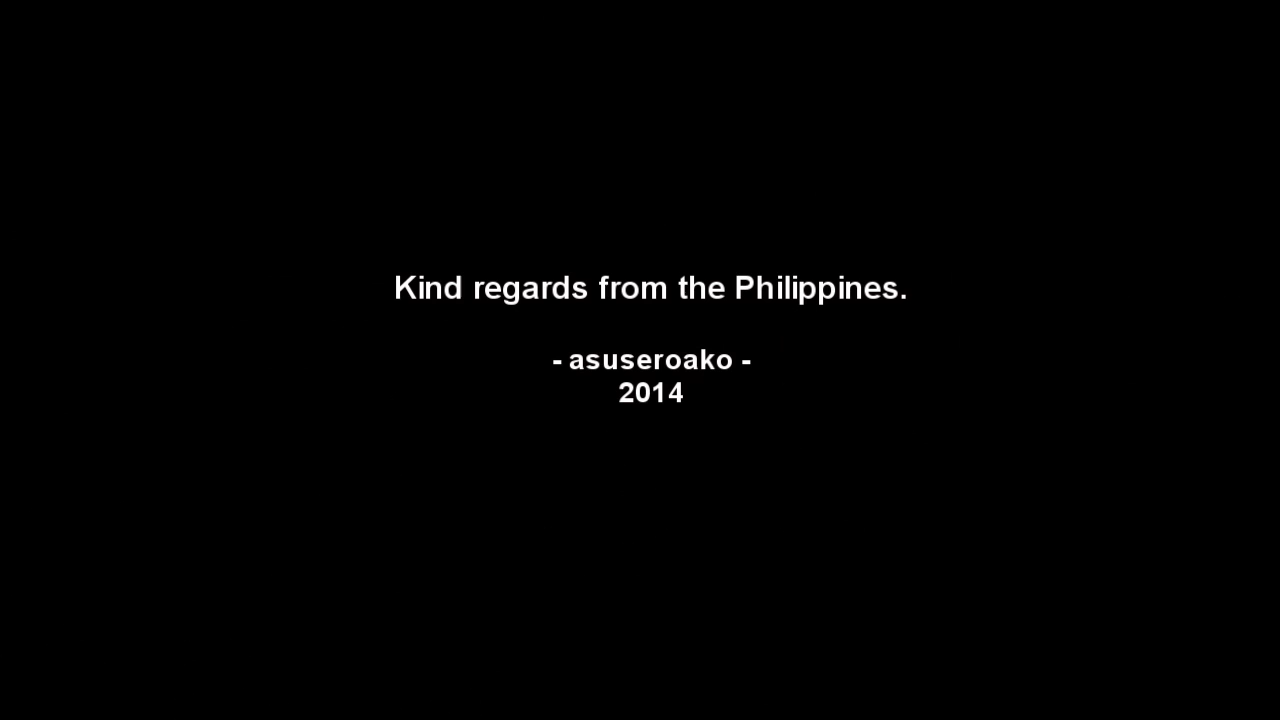 Kind regards from the Philippines.
- asuseroako -
2014